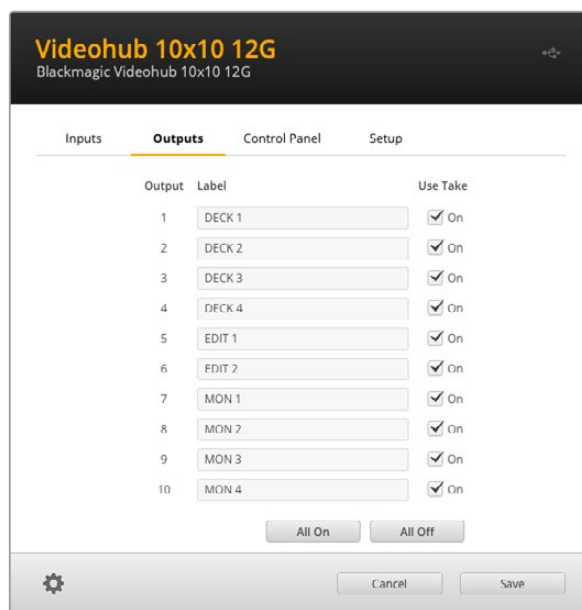 Videohub 10x10 12G
Blackmagic Videohub 10x10 12G
Inputs Outputs Control Panel Setup
Output Label Use Take
1 DECK 1 On
2 DECK 2 On
3 DECK 3 On
4 DECK 4 On
5 EDIT 1 On
6 EDIT 2 On
7 MON 1 On
8 MON 2 On
9 MON 3 On
10 MON 4 On
All On All Off
Cancel Save